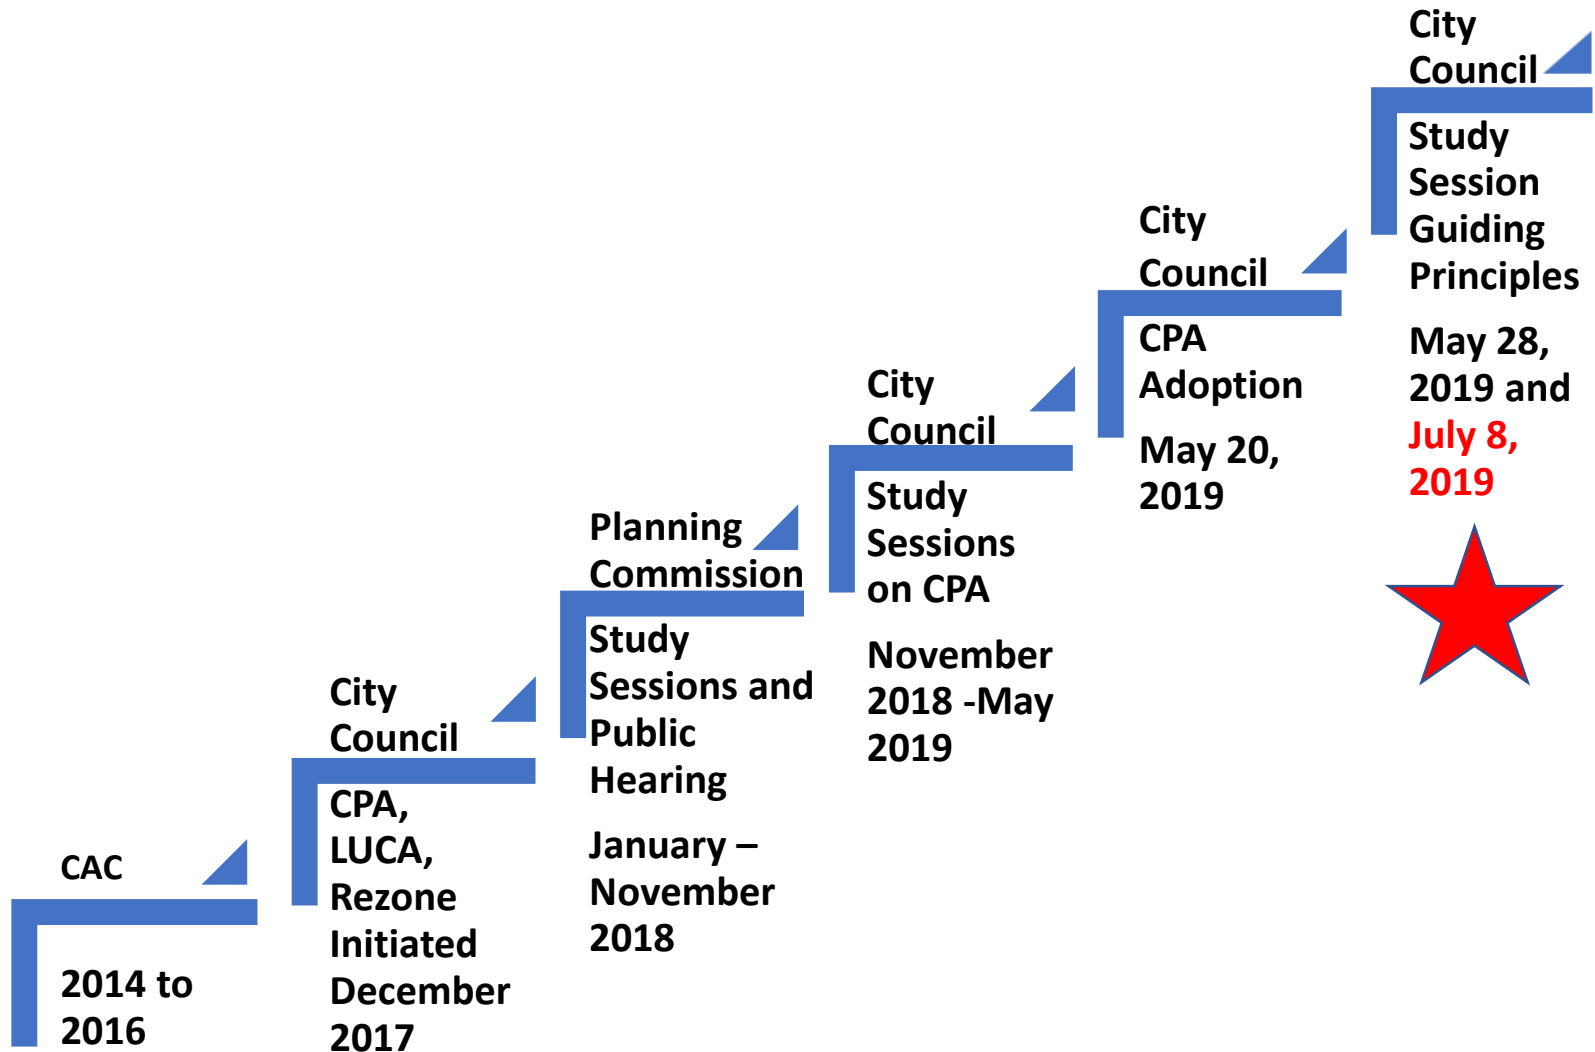 CAC
2014 to
2016
City
Council
CPA,
LUCA,
Rezone
Initiated
December
2017
Planning
Commission
Study
Sessions and
Public
Hearing
January –
November
2018
City
Council
Study
Sessions
on CPA
November
2018 -May
2019
City
Council
CPA
Adoption
May 20,
2019
City
Council
Study
Session
Guiding
Principles
May 28,
2019 and
July 8,
2019